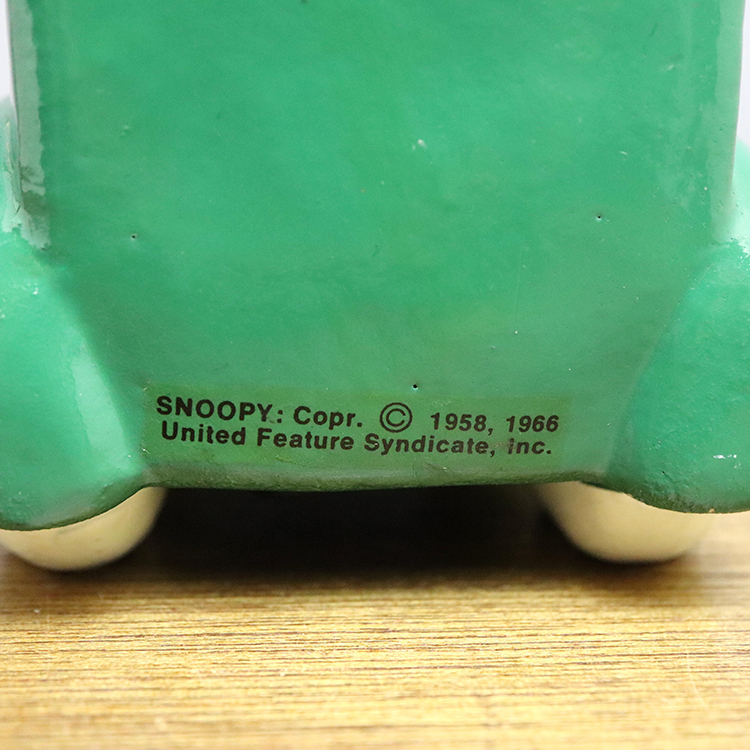 SNOOPY: Copr. © 1958, 1966
United Feature Syndicate, Inc.